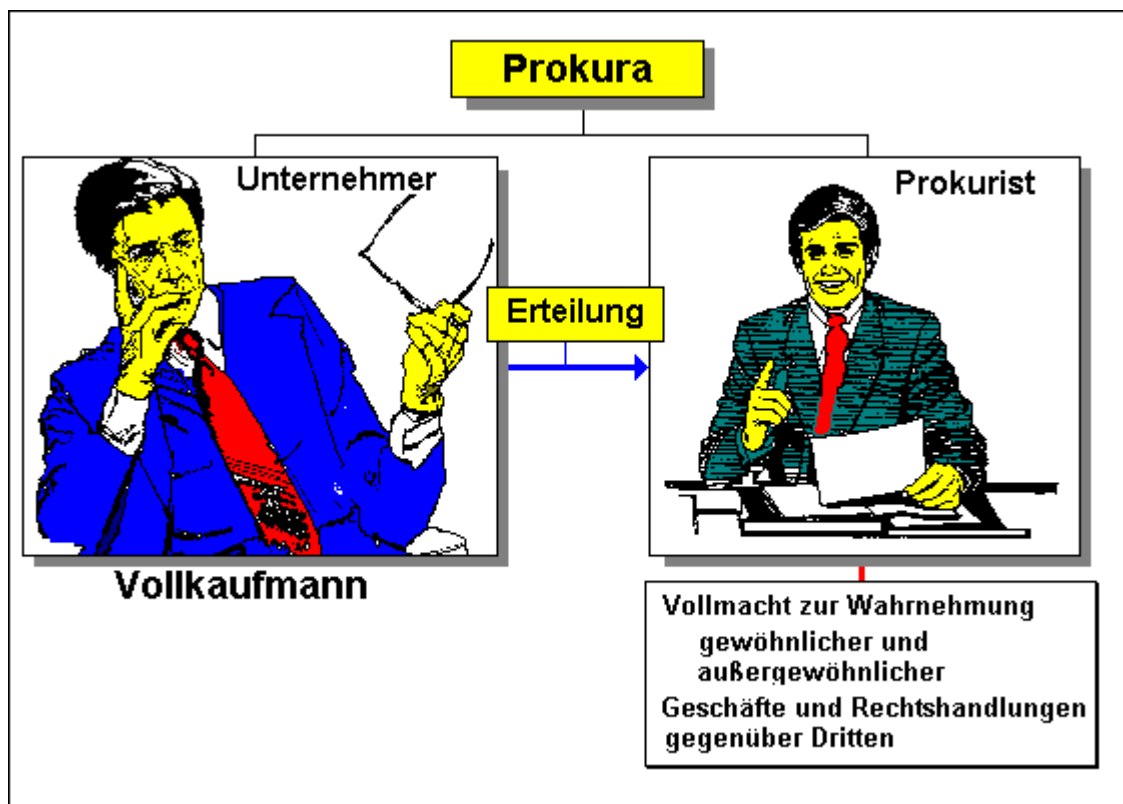 Prokura
Unternehmer
Prokurist
Erteilung
Vollkaufmann
Vollmacht zur Wahrnehmung
gewöhnlicher und
außergewöhnlicher
Geschäfte und Rechtshandlungen
gegenüber Dritten